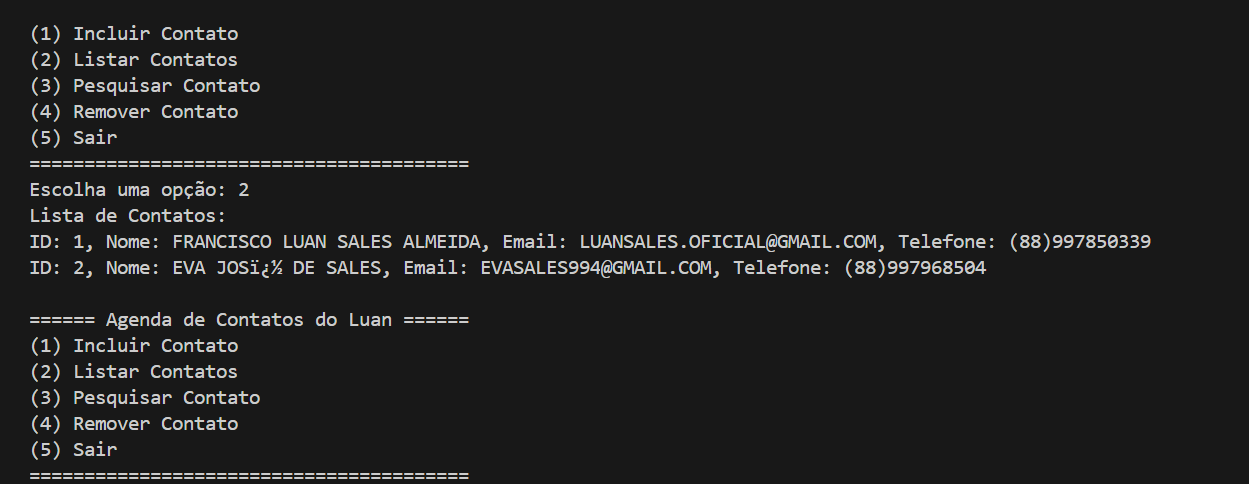 (1) Incluir Contato
(2) Listar Contatos
(3) Pesquisar Contato
(4) Remover Contato
(5) Sair
========================================
Escolha uma opção: 2
Lista de Contatos:
ID: 1, Nome: FRANCISCO LUAN SALES ALMEIDA, Email: LUANSALES.OFICIAL@GMAIL.COM, Telefone: (88)997850339
ID: 2, Nome: EVA JOSï¿½ DE SALES, Email: EVASALES994@GMAIL.COM, Telefone: (88)997968504
====== Agenda de Contatos do Luan ======
(1) Incluir Contato
(2) Listar Contatos
(3) Pesquisar Contato
(4) Remover Contato
(5) Sair
========================================